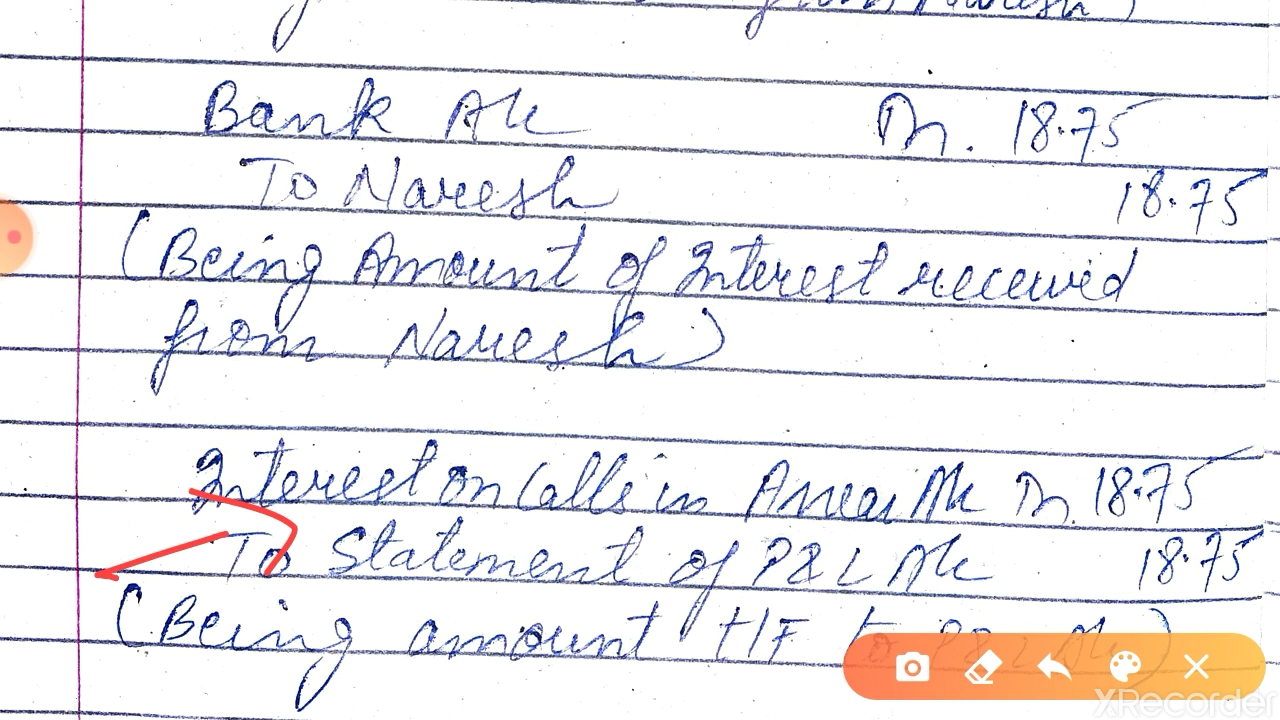 Bank A/c Dr. 18.75
To Naresh 18.75
(Being Amount of Interest received
from Naresh)
Interest on Calls in Arrear A/c Dr. 18.75
To Statement of P&L A/c 18.75
(Being amount T/F to P&L A/c)
XRecorder